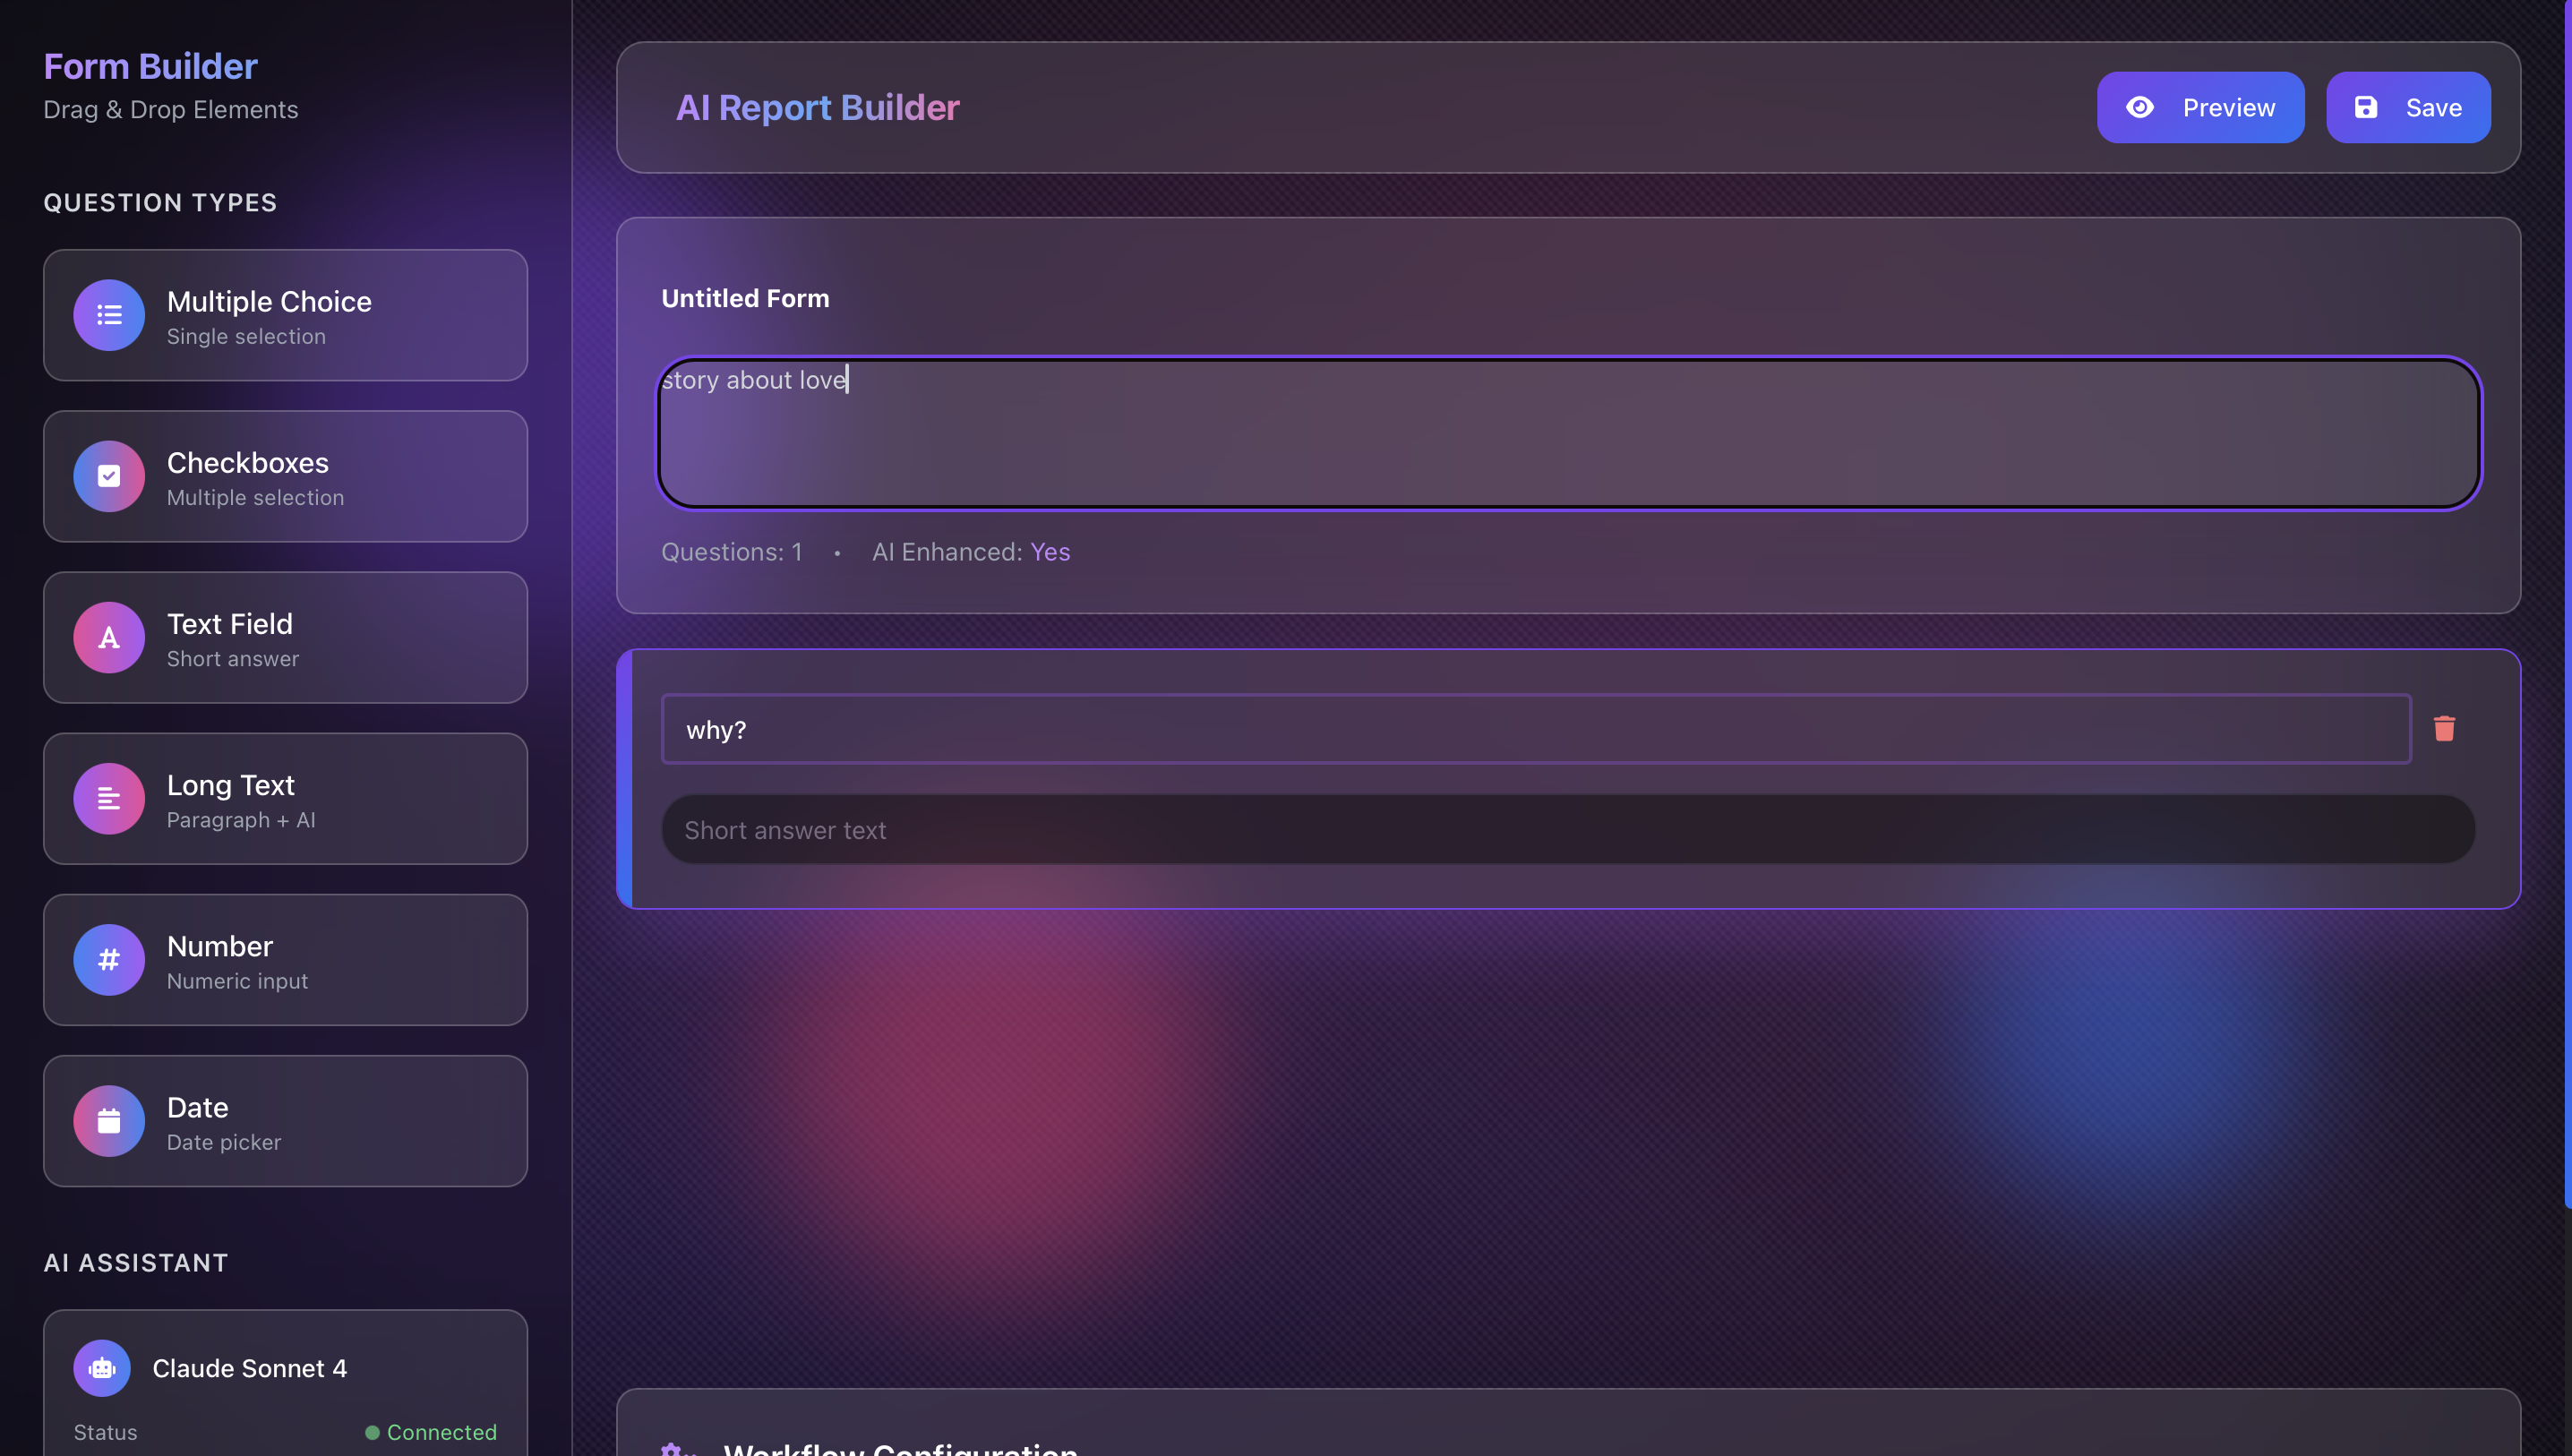 Form Builder
Drag & Drop Elements
QUESTION TYPES
Multiple Choice
Single selection
Checkboxes
Multiple selection
Text Field
Short answer
Long Text
Paragraph + AI
Number
Numeric input
Date
Date picker
AI ASSISTANT
Claude Sonnet 4
Status
Connected
AI Report Builder
Preview
Save
Untitled Form
story about love
Questions: 1 • AI Enhanced: Yes
why?
Short answer text
Workflow Configuration